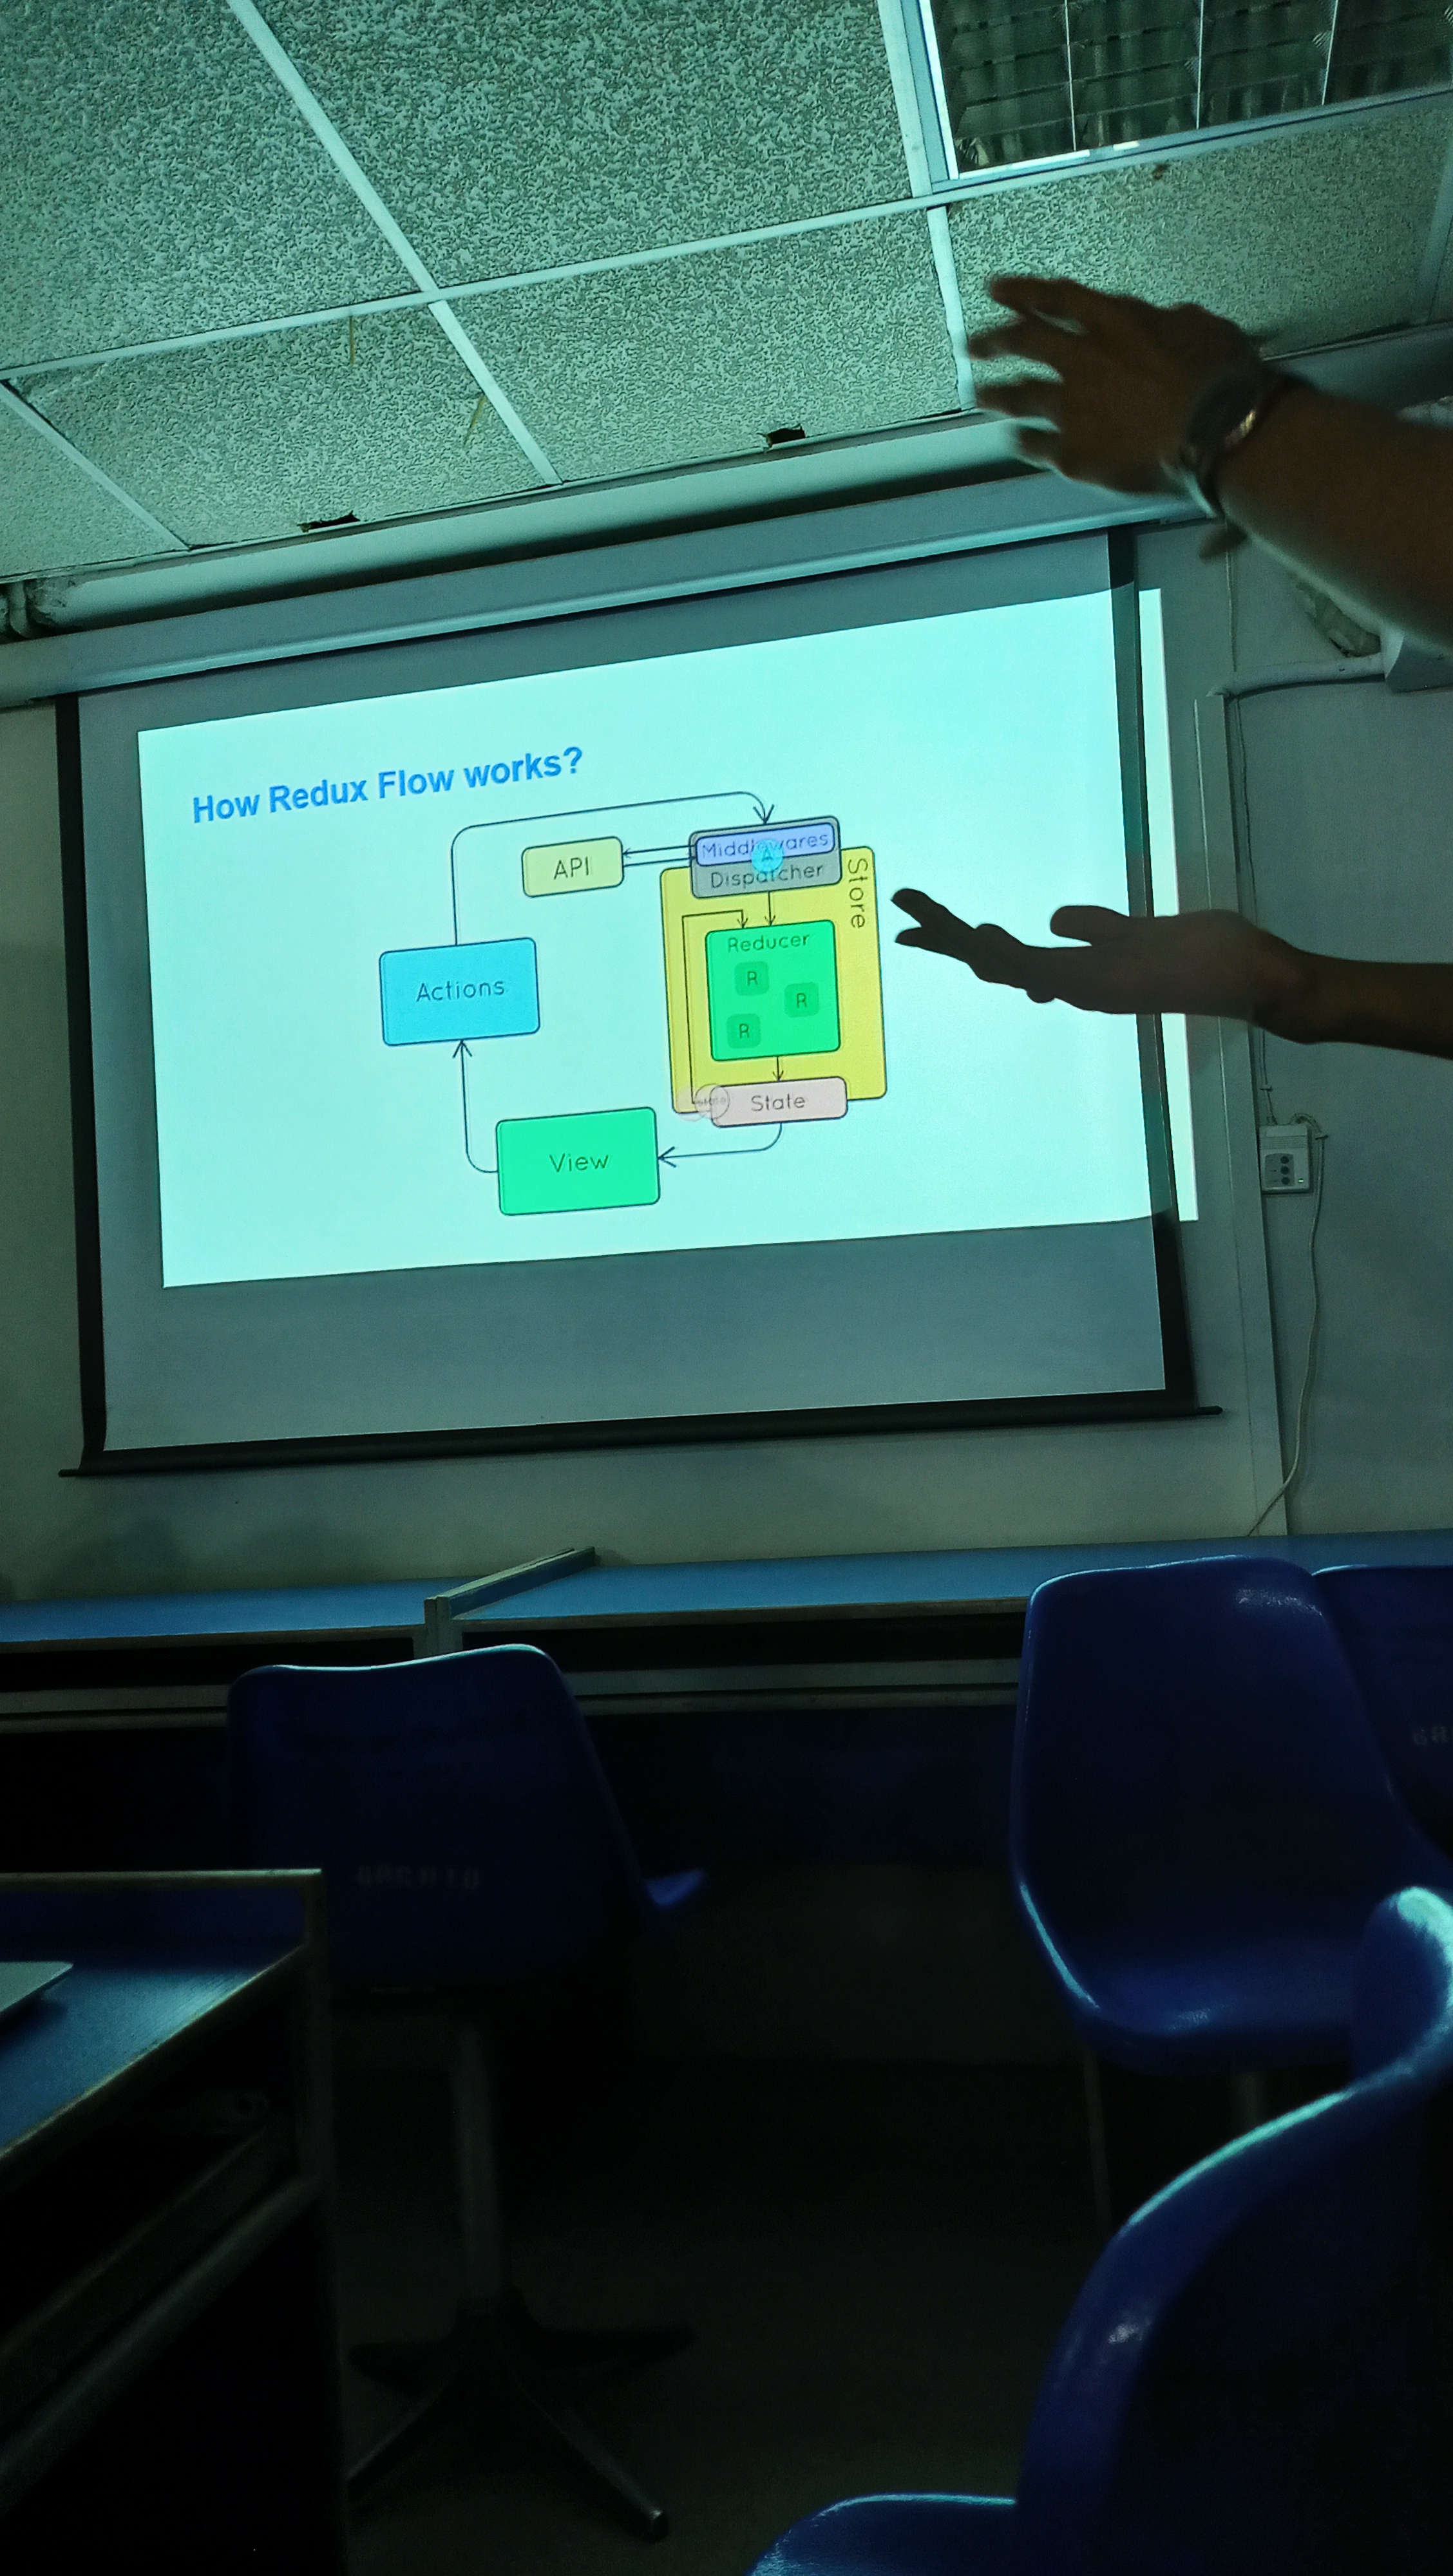 How Redux Flow works?
API
Middlewares
Dispatcher
Store
Actions
Reducer
R
R
R
State
View